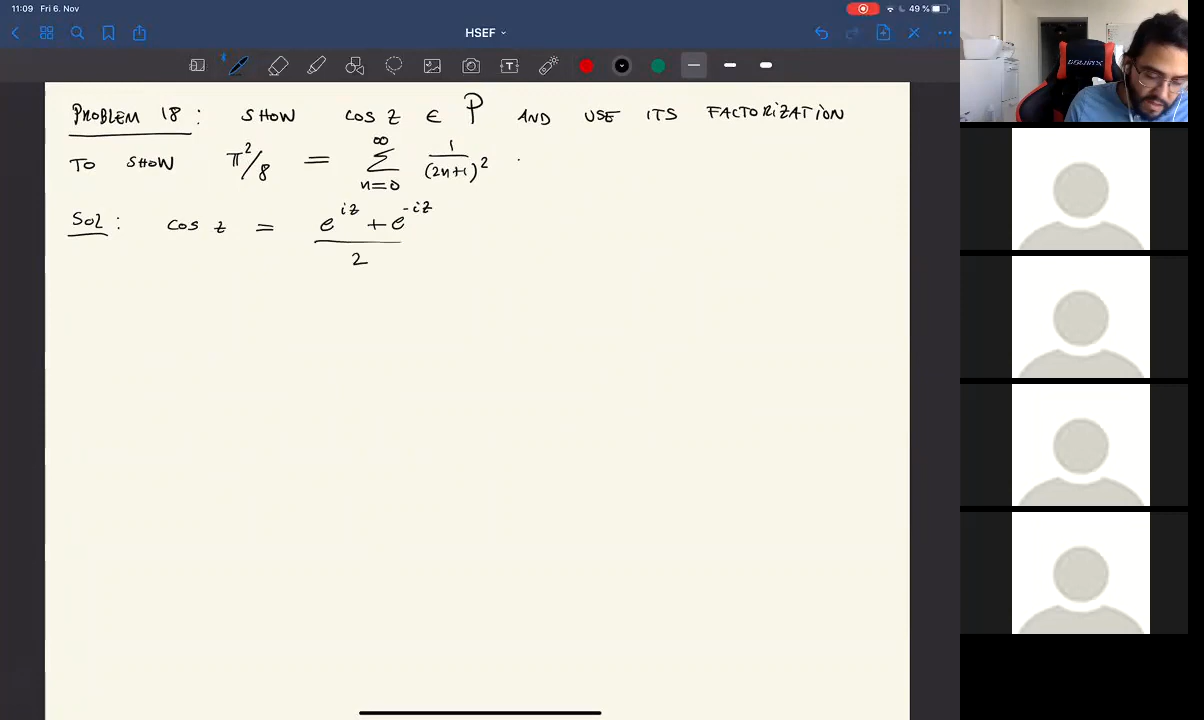 11:09 Fri 6. Nov
49 %
HSEF
PROBLEM 18 : SHOW cos z ∈ P AND USE ITS FACTORIZATION
TO SHOW π²/8 = ∑_{n=0}^{∞} 1/(2n+1)² .
Sol : cos z = (e^{iz} + e^{-iz})/2